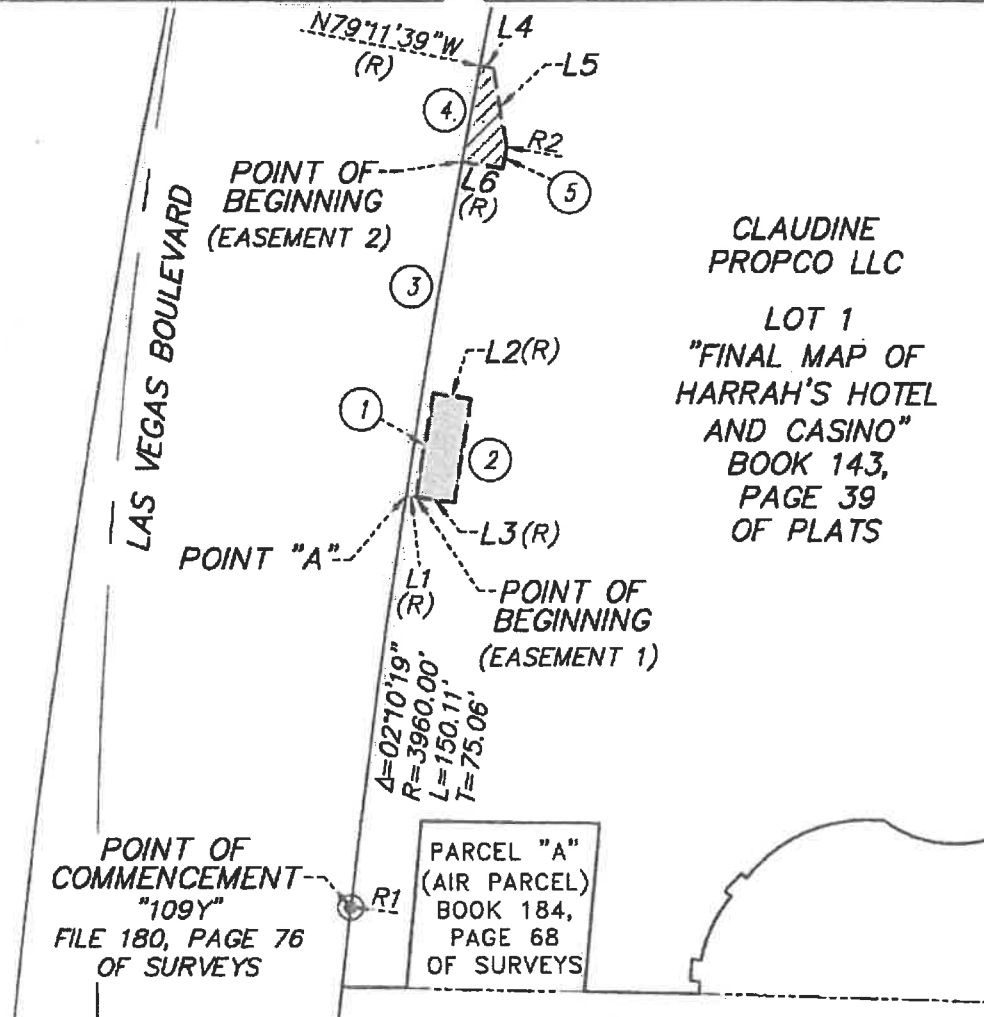 N79°11'39"W
(R)
L4
L5
4
R2
POINT OF
BEGINNING
(EASEMENT 2)
L6
(R)
5
LAS VEGAS BOULEVARD
3
CLAUDINE
PROPCO LLC
LOT 1
"FINAL MAP OF
HARRAH'S HOTEL
AND CASINO"
BOOK 143,
PAGE 39
OF PLATS
L2(R)
1
2
L3(R)
POINT "A"
L1
(R)
POINT OF
BEGINNING
(EASEMENT 1)
Δ=02°10'19"
R=3960.00'
L=150.11'
T=75.06'
POINT OF
COMMENCEMENT
"109Y"
FILE 180, PAGE 76
OF SURVEYS
R1
PARCEL "A"
(AIR PARCEL)
BOOK 184,
PAGE 68
OF SURVEYS